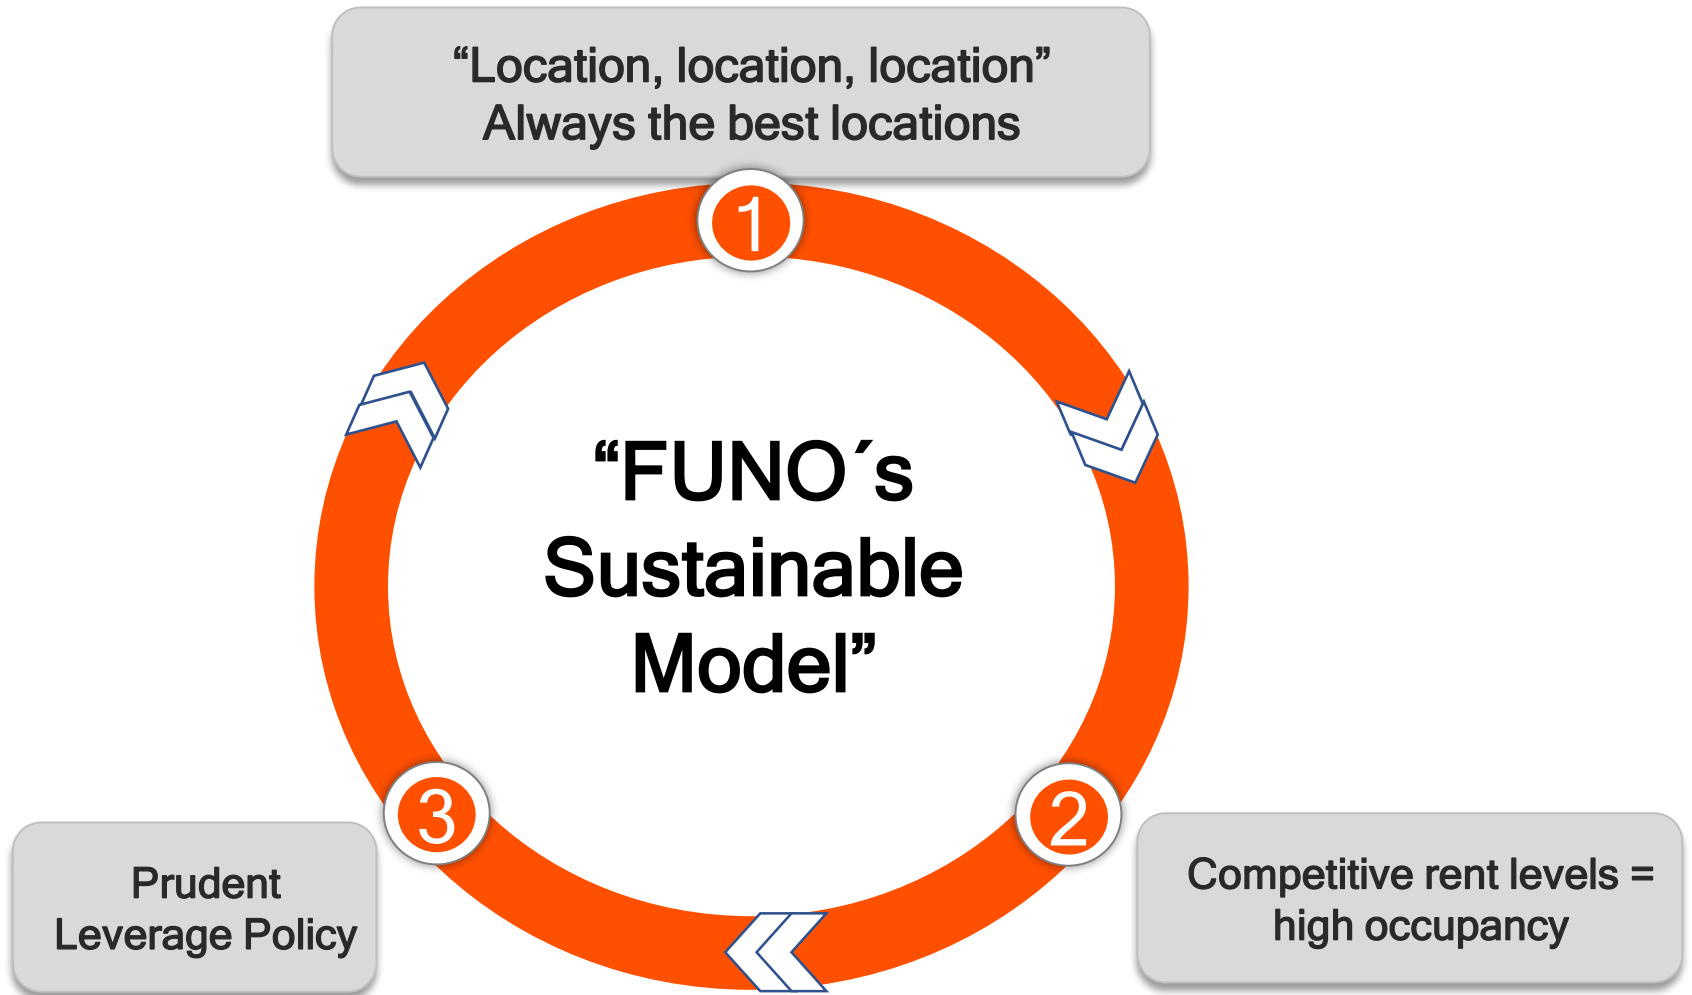 “Location, location, location”
Always the best locations
1
“FUNO´s
Sustainable
Model”
3
2
Prudent
Leverage Policy
Competitive rent levels =
high occupancy